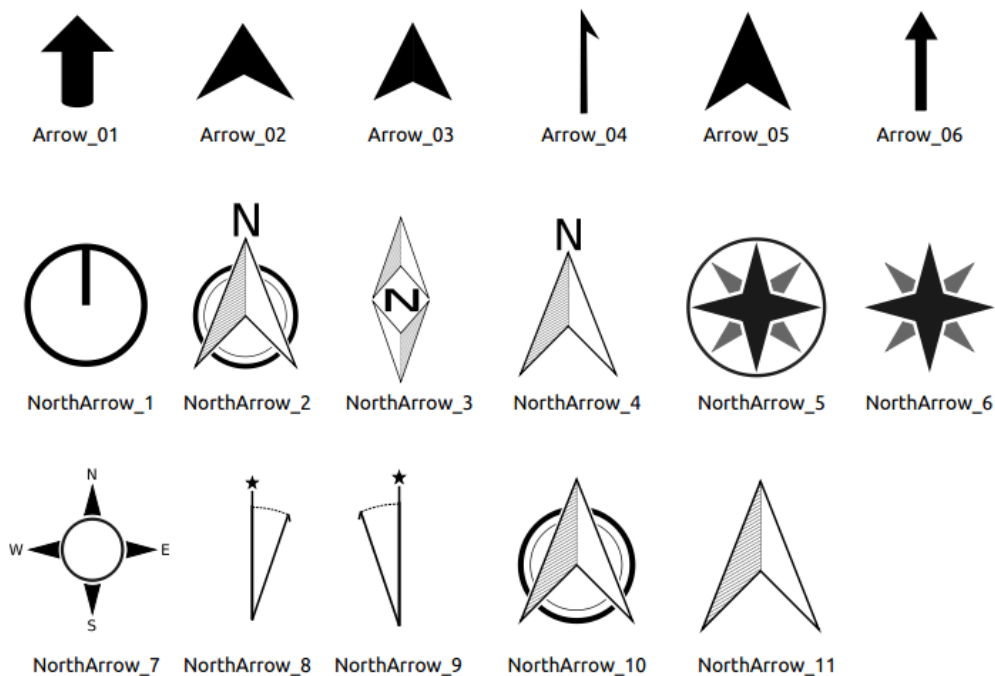 Arrow_01 Arrow_02 Arrow_03 Arrow_04 Arrow_05 Arrow_06
N N
N
NorthArrow_1 NorthArrow_2 NorthArrow_3 NorthArrow_4 NorthArrow_5 NorthArrow_6
N
W E
S
NorthArrow_7 NorthArrow_8 NorthArrow_9 NorthArrow_10 NorthArrow_11